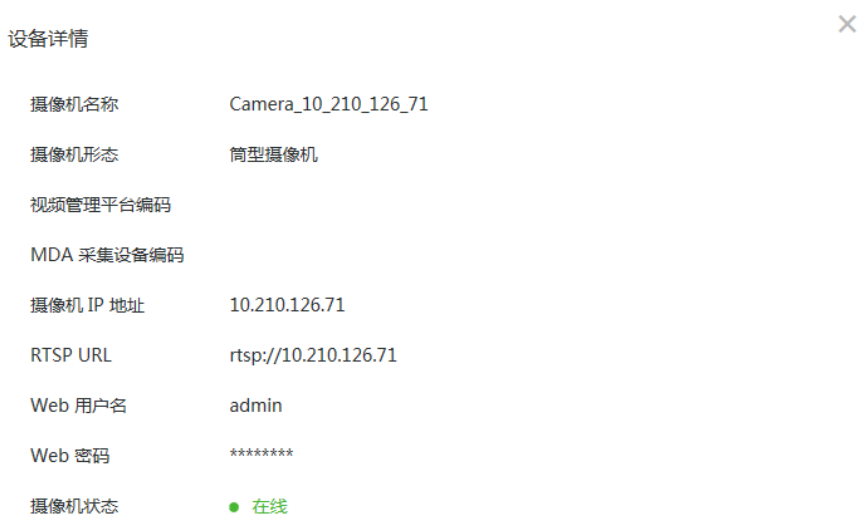 设备详情
摄像机名称 Camera_10_210_126_71
摄像机形态 筒型摄像机
视频管理平台编码
MDA 采集设备编码
摄像机 IP 地址 10.210.126.71
RTSP URL rtsp://10.210.126.71
Web 用户名 admin
Web 密码 ********
摄像机状态 在线